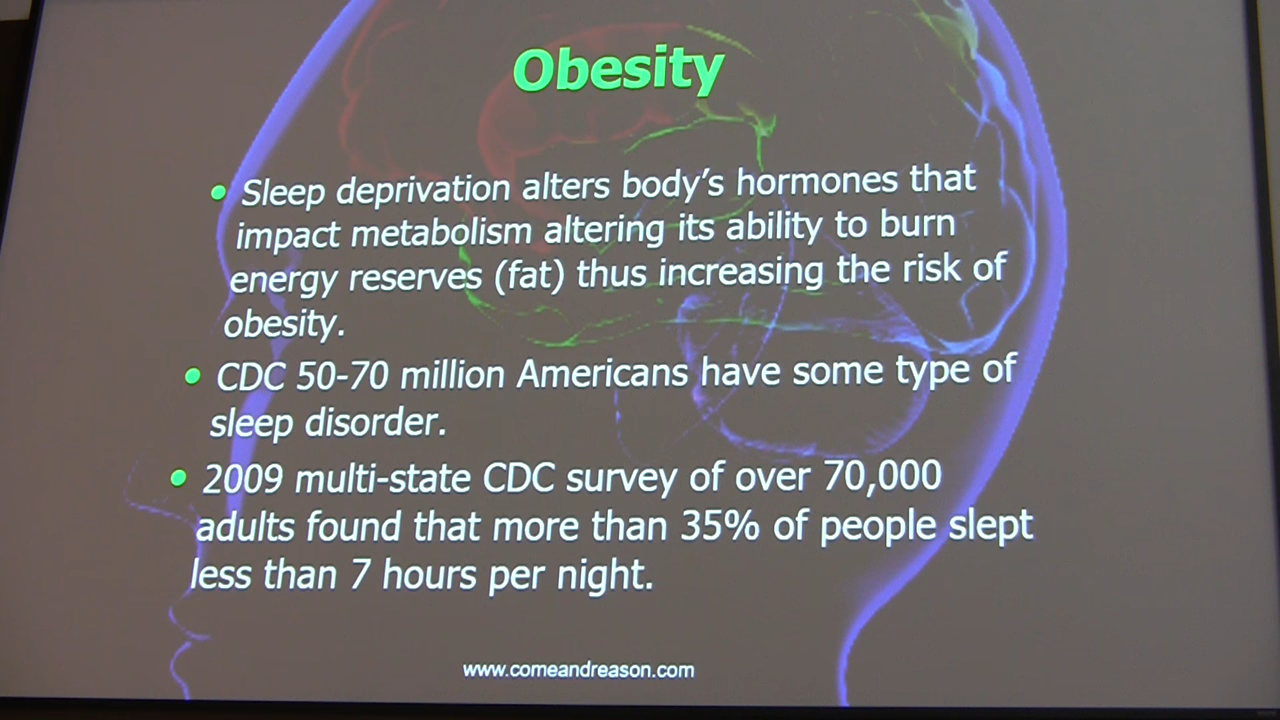 Obesity
• Sleep deprivation alters body's hormones that
impact metabolism altering its ability to burn
energy reserves (fat) thus increasing the risk of
obesity.
• CDC 50-70 million Americans have some type of
sleep disorder.
• 2009 multi-state CDC survey of over 70,000
adults found that more than 35% of people slept
less than 7 hours per night.
www.comeandreason.com